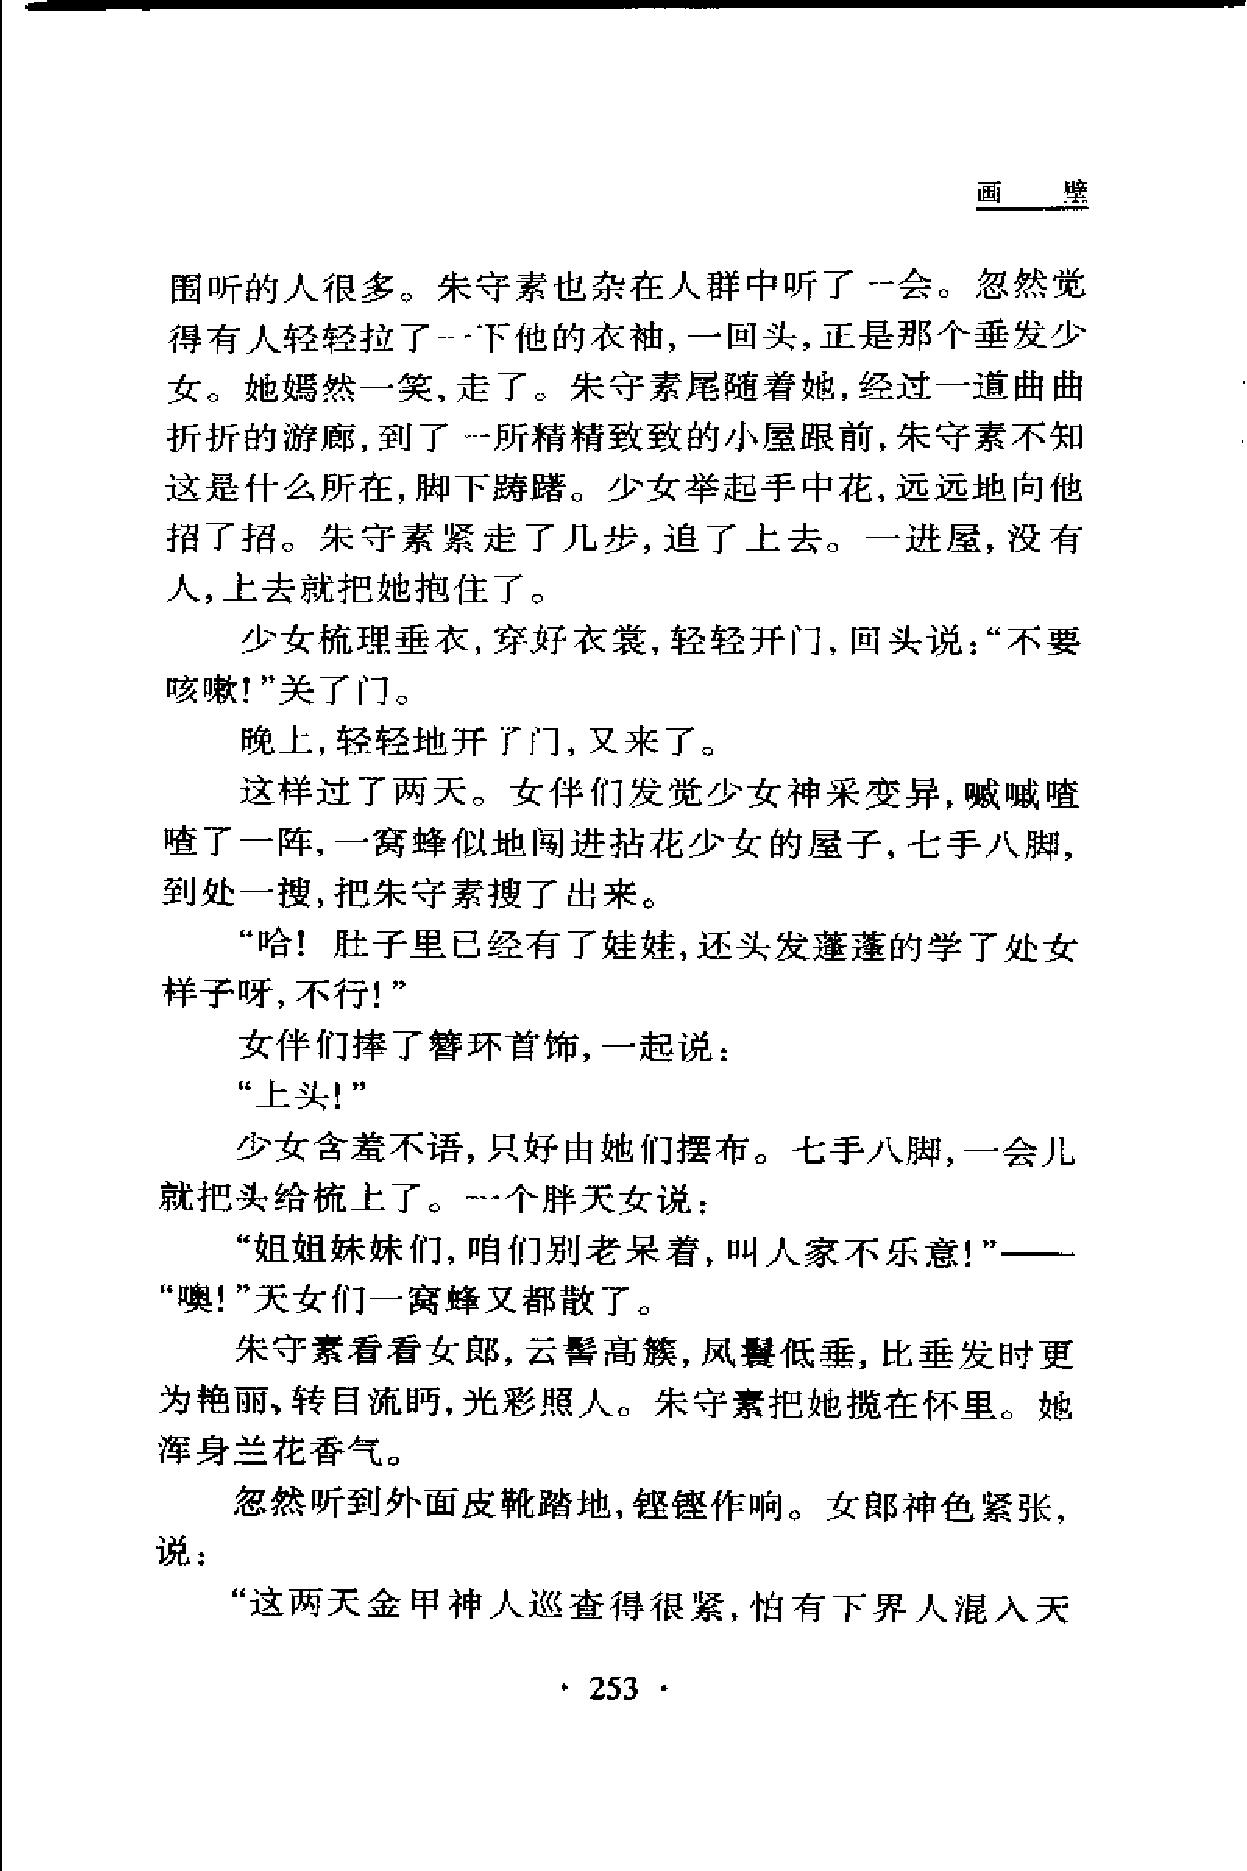 画 壁
围听的人很多。朱守素也杂在人群中听了一会。忽然觉
得有人轻轻拉了一下他的衣袖,一回头,正是那个垂发少
女。她嫣然一笑,走了。朱守素尾随着她,经过一道曲曲
折折的游廊,到了一所精精致致的小屋跟前,朱守素不知
这是什么所在,脚下踌躇。少女举起手中花,远远地向他
招了招。朱守素紧走了几步,追了上去。一进屋,没有
人,上去就把她抱住了。
少女梳理垂衣,穿好衣裳,轻轻开门,回头说:“不要
咳嗽!”关了门。
晚上,轻轻地开了门,又来了。
这样过了两天。女伴们发觉少女神采变异,嘁嘁喳
喳了一阵,一窝蜂似地闯进拈花少女的屋子,七手八脚,
到处一搜,把朱守素搜了出来。
“哈! 肚子里已经有了娃娃,还头发蓬蓬的学了处女
样子呀,不行!”
女伴们捧了簪环首饰,一起说:
“上头!”
少女含羞不语,只好由她们摆布。七手八脚,一会儿
就把头给梳上了。一个胖天女说:
“姐姐妹妹们,咱们别老呆着,叫人家不乐意!”——
“噢!”天女们一窝蜂又都散了。
朱守素看看女郎,云髻高簇,凤鬟低垂,比垂发时更
为艳丽,转目流眄,光彩照人。朱守素把她揽在怀里。她
浑身兰花香气。
忽然听到外面皮靴踏地,铿铿作响。女郎神色紧张,
说:
“这两天金甲神人巡查得很紧,怕有下界人混入天
· 253 ·